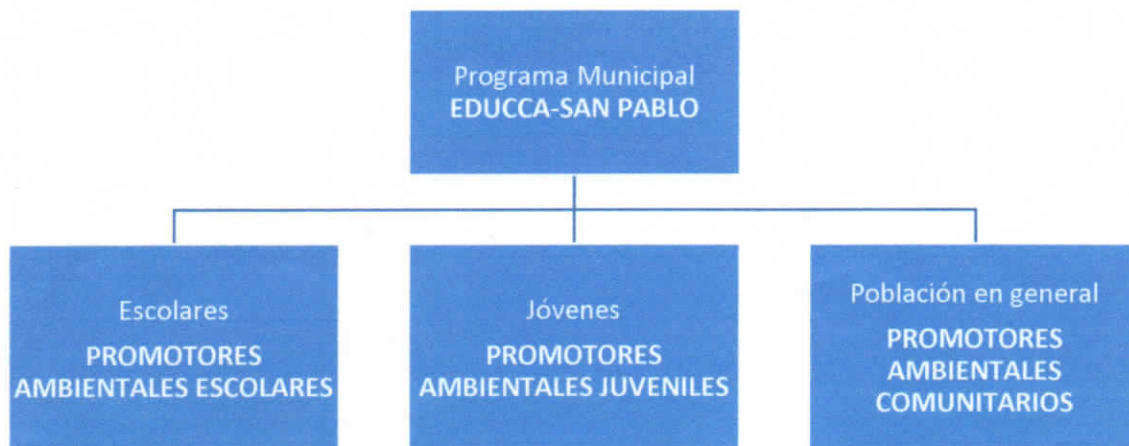 Programa Municipal
EDUCCA-SAN PABLO
Escolares
PROMOTORES
AMBIENTALES ESCOLARES
Jóvenes
PROMOTORES
AMBIENTALES JUVENILES
Población en general
PROMOTORES
AMBIENTALES
COMUNITARIOS